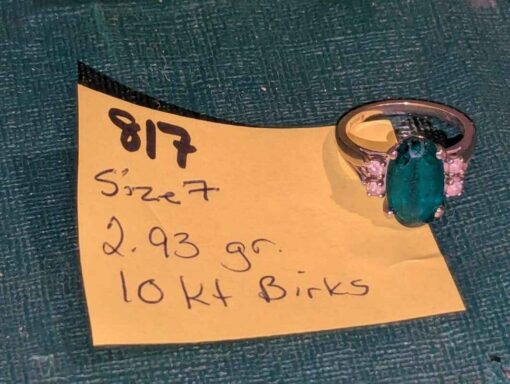 817
Size 7
2.93 gr.
10 kt Birks